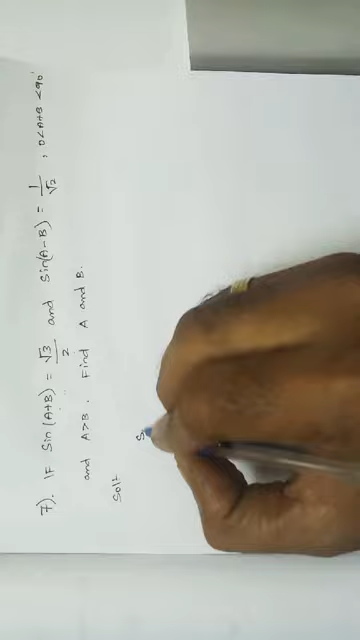 7). IF Sin(A+B) = √3/2 and Sin(A-B) = 1/√2 , 0<A+B<90°
and A>B. Find A and B.
Sol:
S